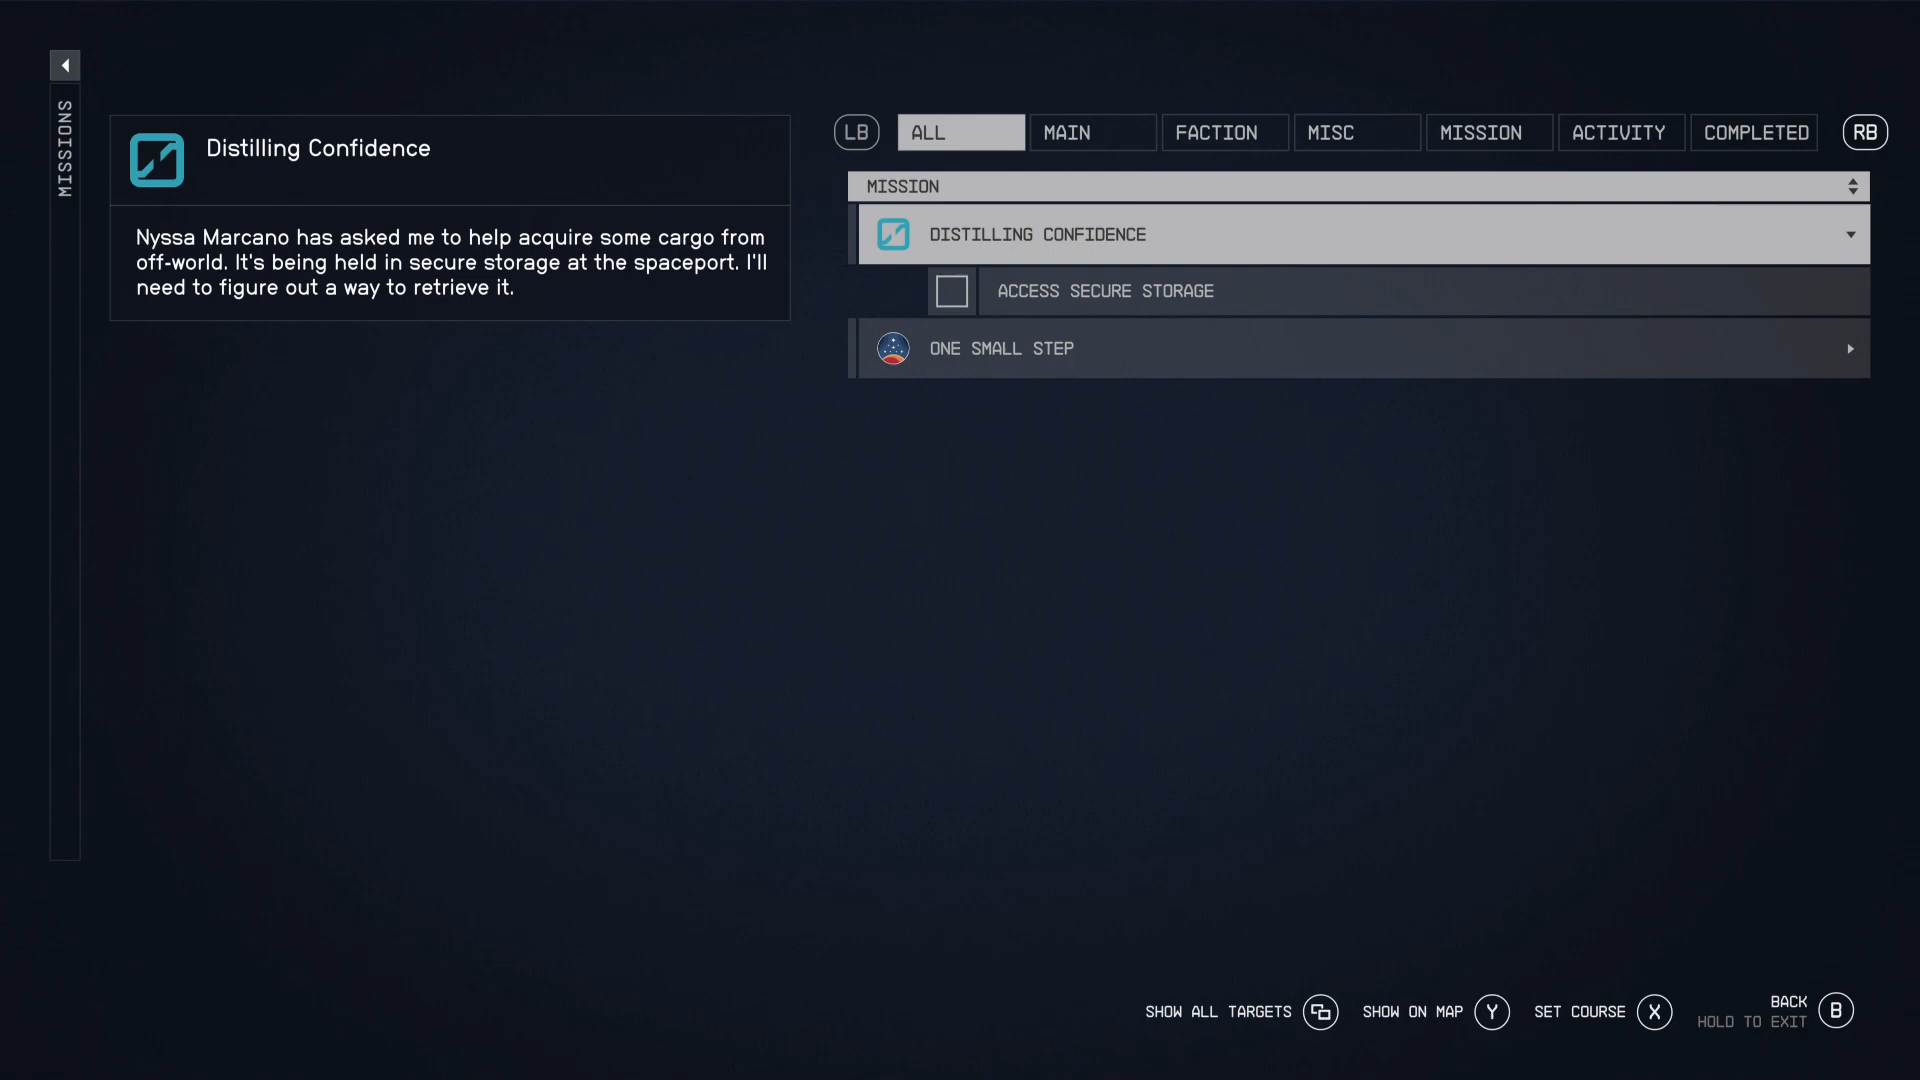 MISSIONS
Distilling Confidence
Nyssa Marcano has asked me to help acquire some cargo from
off-world. It's being held in secure storage at the spaceport. I'll
need to figure out a way to retrieve it.
LB ALL MAIN FACTION MISC MISSION ACTIVITY COMPLETED RB
MISSION
DISTILLING CONFIDENCE
ACCESS SECURE STORAGE
ONE SMALL STEP
SHOW ALL TARGETS SHOW ON MAP Y SET COURSE X BACK B
HOLD TO EXIT